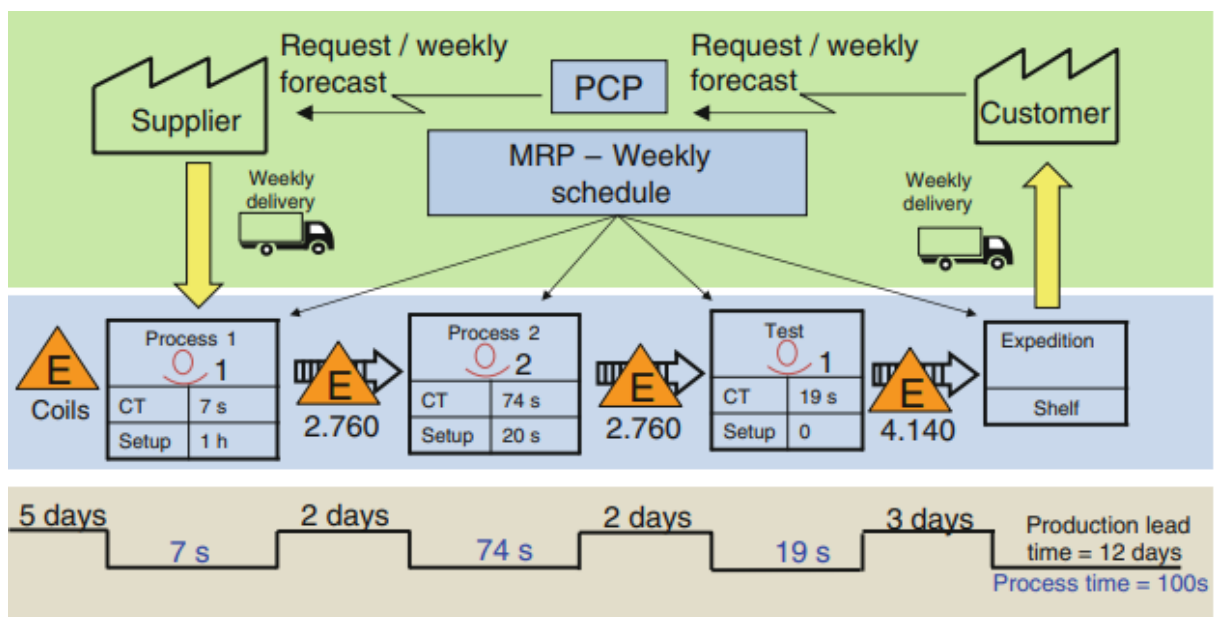 Request / weekly
forecast
Request / weekly
forecast
PCP
Supplier
Customer
MRP – Weekly
schedule
Weekly
delivery
Weekly
delivery
E
Coils
Process 1
1
CT
7 s
Setup
1 h
E
2.760
Process 2
2
CT
74 s
Setup
20 s
E
2.760
Test
1
CT
19 s
Setup
0
E
4.140
Expedition
Shelf
5 days
7 s
2 days
74 s
2 days
19 s
3 days
Production lead
time = 12 days
Process time = 100s